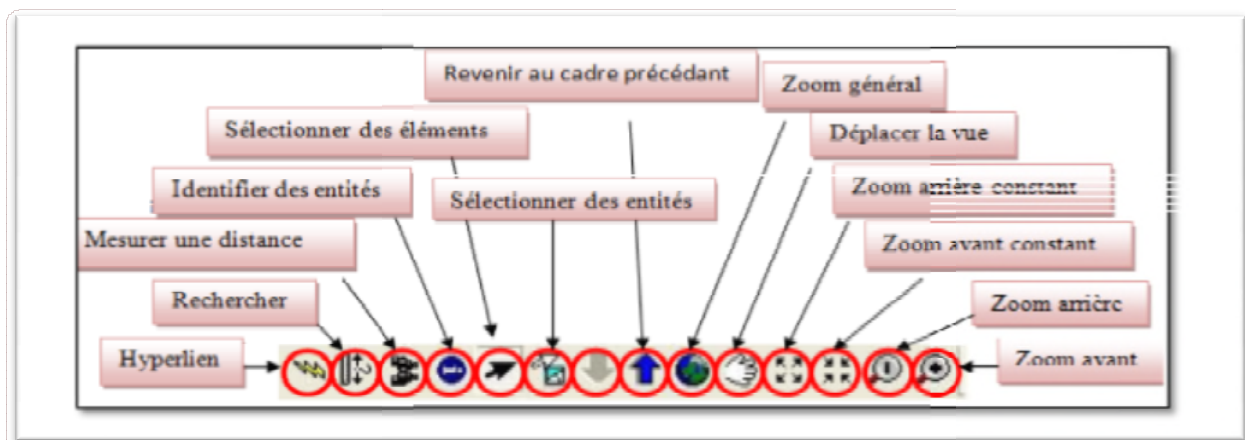 Revenir au cadre précédant
Zoom général
Sélectionner des éléments
Déplacer la vue
Identifier des entités
Sélectionner des entités
Zoom arrière constant
Mesurer une distance
Zoom avant constant
Rechercher
Zoom arrière
Hyperlien
Zoom avant